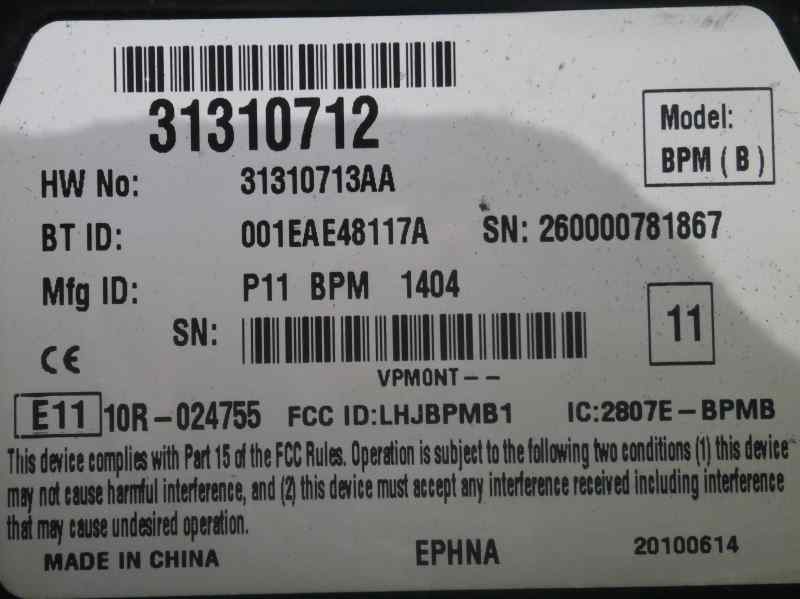 31310712
Model:
BPM ( B )
HW No: 31310713AA
BT ID: 001EAE48117A SN: 260000781867
Mfg ID: P11 BPM 1404
SN:
11
VPM0NT--
CE
E11 10R-024755 FCC ID:LHJBPMB1 IC:2807E-BPMB
This device complies with Part 15 of the FCC Rules. Operation is subject to the following two conditions (1) this device
may not cause harmful interference, and (2) this device must accept any interference received including interference
that may cause undesired operation.
MADE IN CHINA EPHNA 20100614